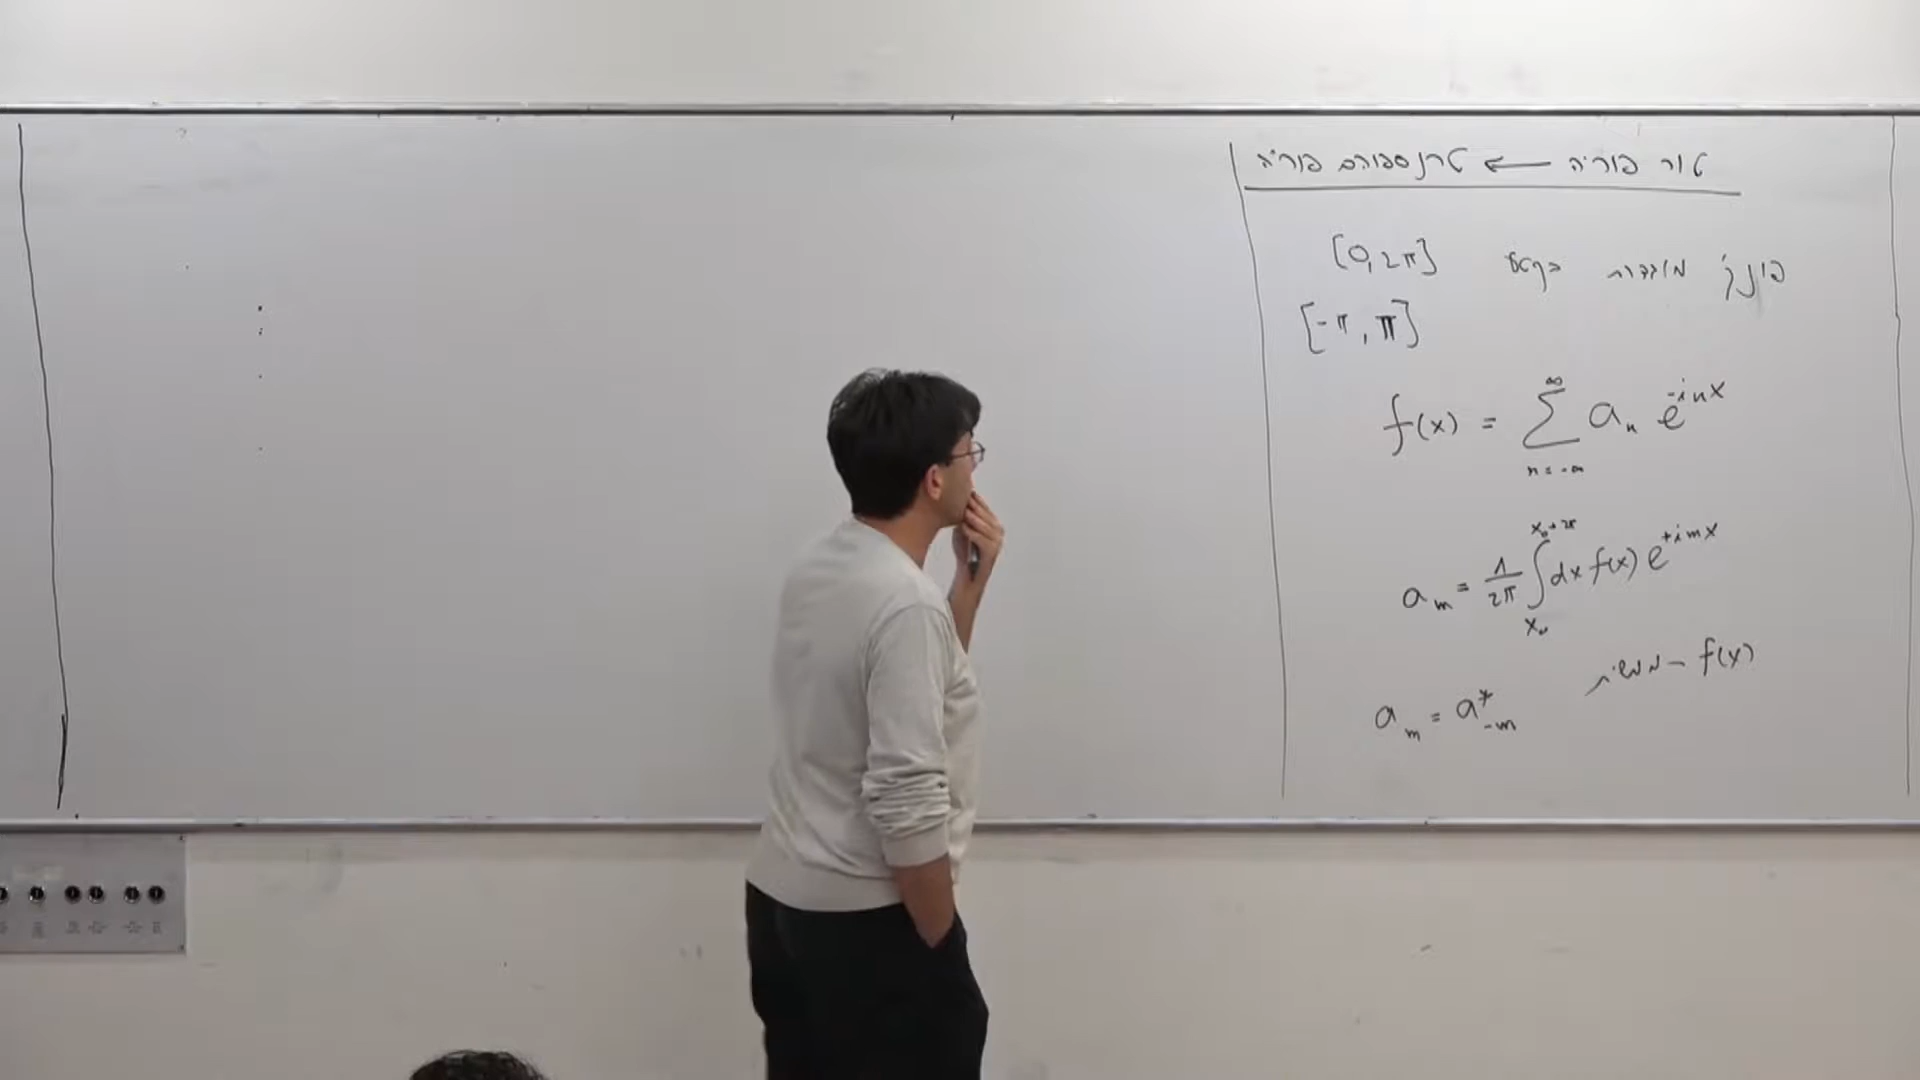 טור פוריה ← טרנספורם פוריה
פונק' מוגדרת בקטע [0,2π]
[-π,π]
f(x) = ∑_{n=-∞}^{∞} a_n e^{-inx}
a_m = 1/2π ∫_{x_0}^{x_0+2π} dx f(x) e^{+imx}
f(x) - ממשית
a_m = a^*_{-m}